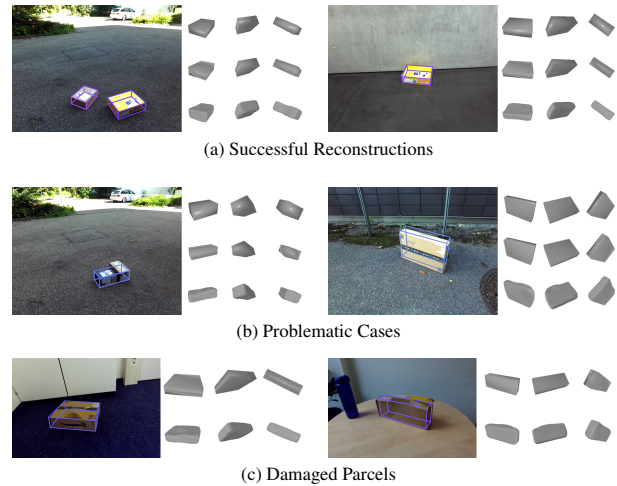 (a) Successful Reconstructions
(b) Problematic Cases
(c) Damaged Parcels